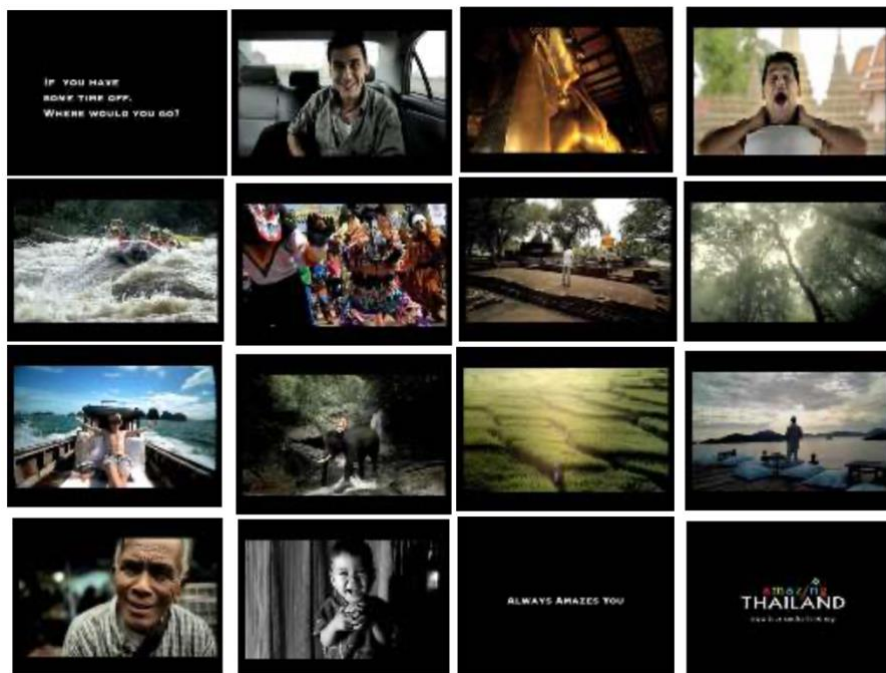 IF YOU HAVE
SOME TIME OFF.
WHERE WOULD YOU GO?
ALWAYS AMAZES YOU
amazing
THAILAND